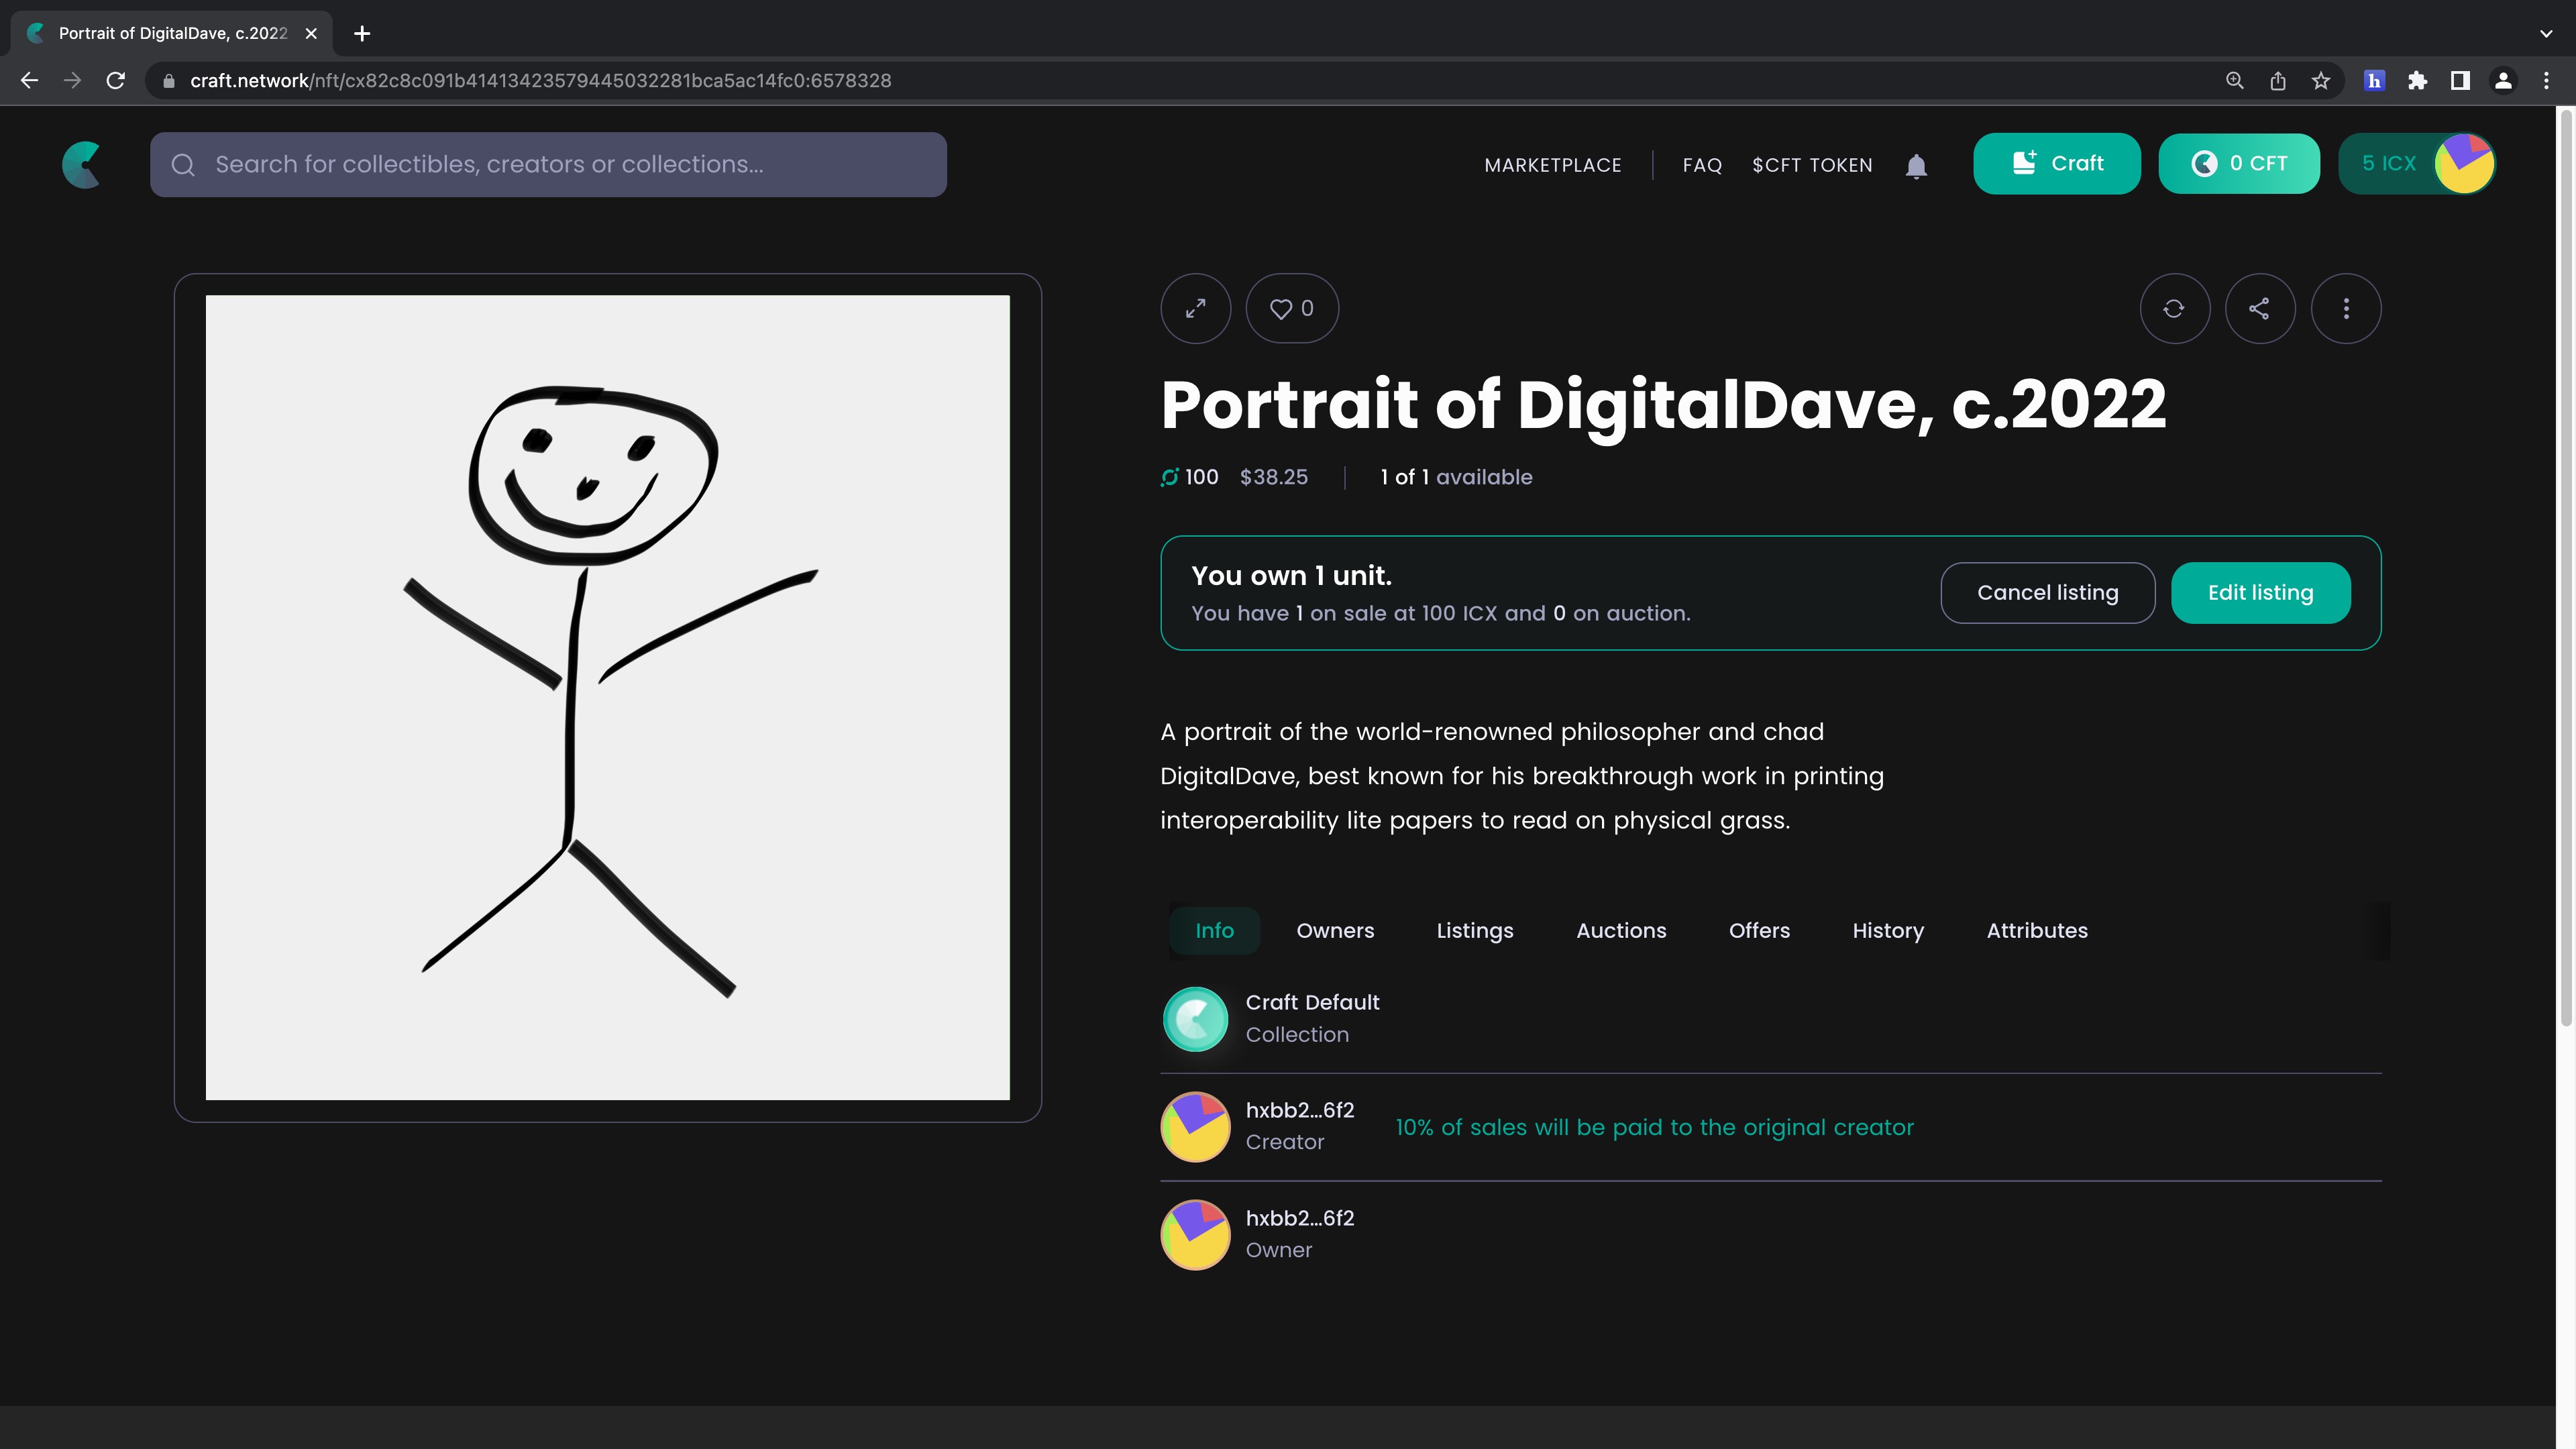 Portrait of DigitalDave, c.2022
craft.network/nft/cx82c8c091b41413423579445032281bca5ac14fc0:6578328
h
Search for collectibles, creators or collections...
MARKETPLACE
FAQ
$CFT TOKEN
Craft
0 CFT
5 ICX
0
Portrait of DigitalDave, c.2022
100 $38.25 1 of 1 available
You own 1 unit.
You have 1 on sale at 100 ICX and 0 on auction.
Cancel listing
Edit listing
A portrait of the world-renowned philosopher and chad
DigitalDave, best known for his breakthrough work in printing
interoperability lite papers to read on physical grass.
Info Owners Listings Auctions Offers History Attributes
Craft Default
Collection
hxbb2...6f2
Creator
10% of sales will be paid to the original creator
hxbb2...6f2
Owner